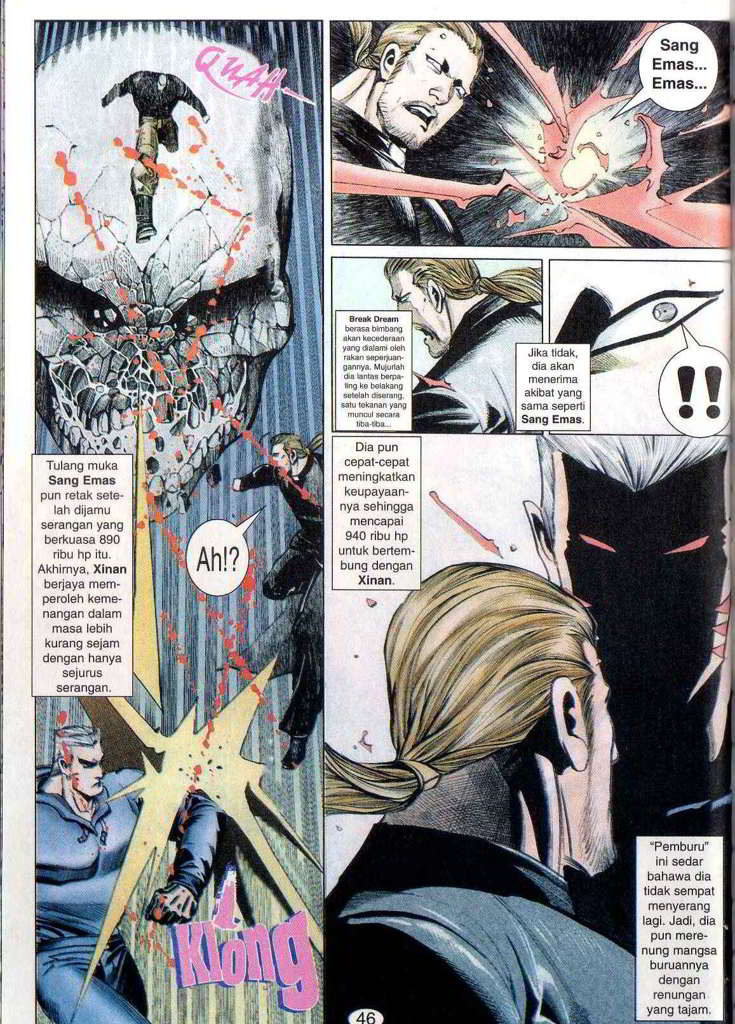 QUAH
Tulang muka
Sang Emas
pun retak sete-
lah dijamu
serangan yang
berkuasa 890
ribu hp itu.
Akhirnya, Xinan
berjaya mem-
peroleh keme-
nangan dalam
masa lebih
kurang sejam
dengan hanya
sejurus
serangan.
Ah!?
Klong
Sang
Emas...
Emas...
Break Dream
berasa bimbang
akan kecederaan
yang dialami oleh
rakan seperjuan-
gannya. Mujurlah
dia lantas berpa-
ling ke belakang
setelah diserang,
satu tekanan yang
muncul secara
tiba-tiba...
Jika tidak,
dia akan
menerima
akibat yang
sama seperti
Sang Emas.
!!
Dia pun
cepat-cepat
meningkatkan
keupayaan-
nya sehingga
mencapai
940 ribu hp
untuk bertem-
bung dengan
Xinan.
"Pemburu"
ini sedar
bahawa dia
tidak sempat
menyerang
lagi. Jadi, dia
pun mere-
nung mangsa
buruannya
dengan
renungan
yang tajam.
46